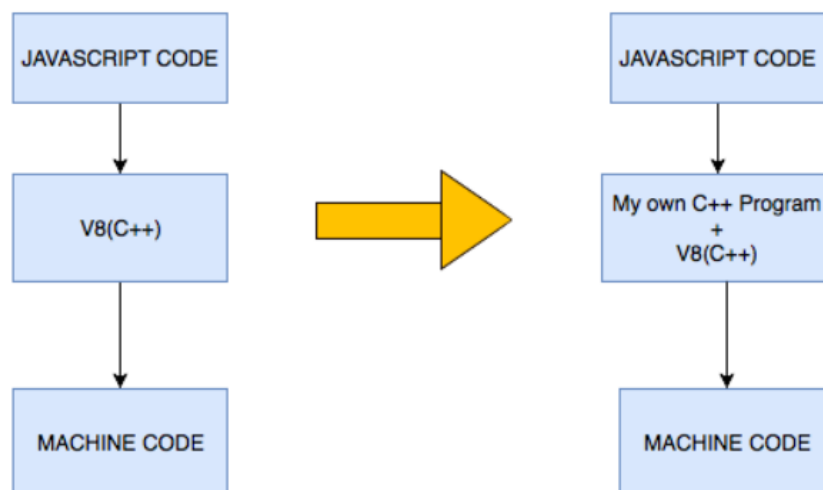 JAVASCRIPT CODE
V8(C++)
MACHINE CODE
JAVASCRIPT CODE
My own C++ Program
+
V8(C++)
MACHINE CODE